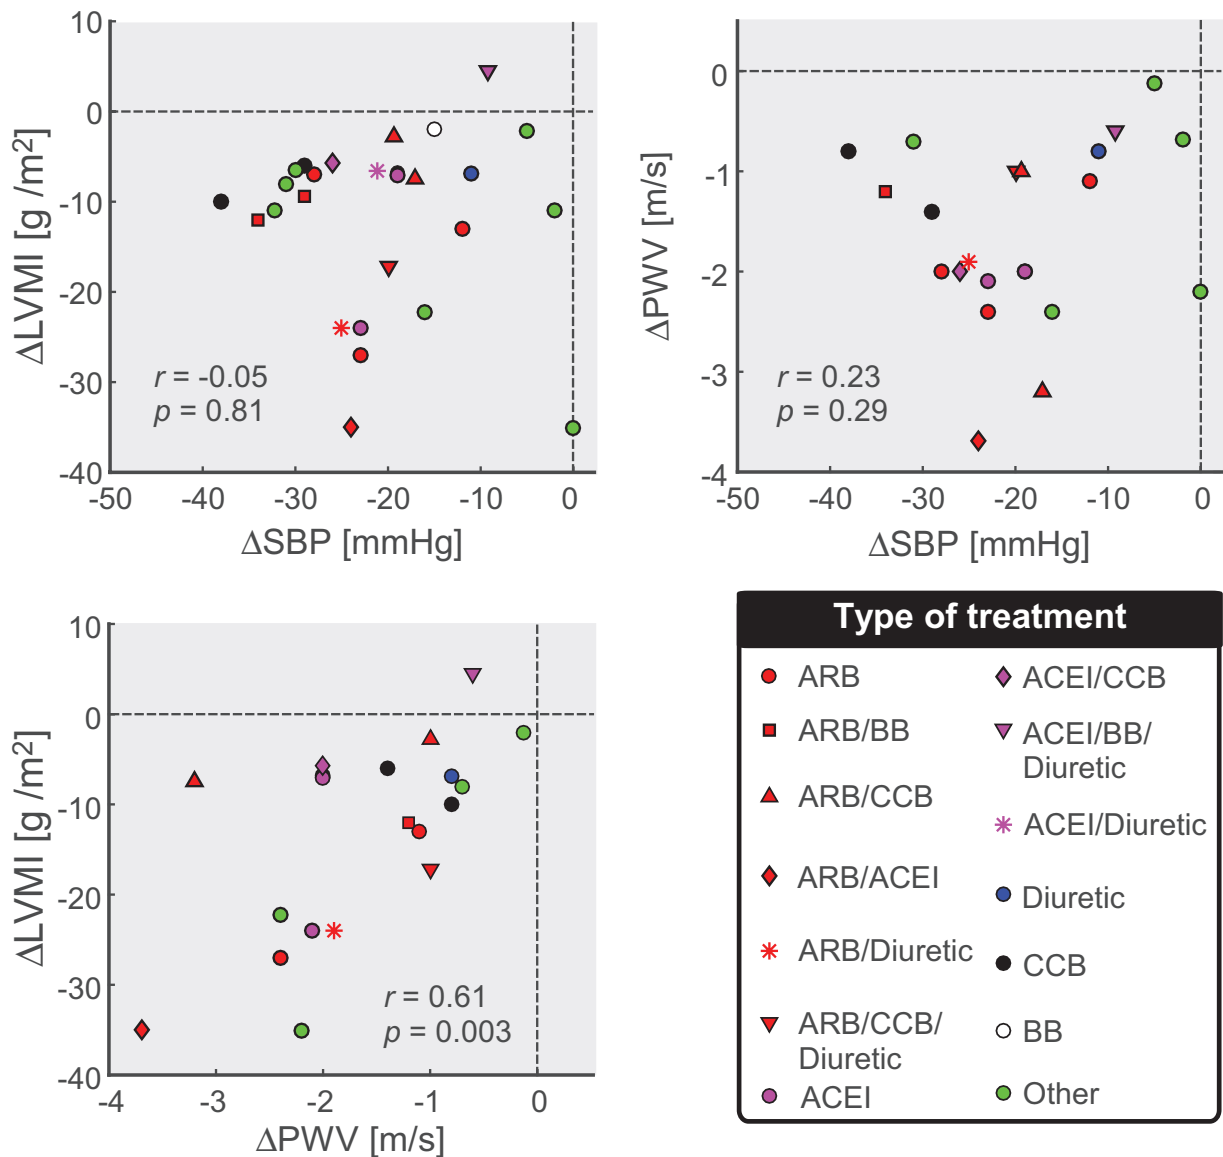 10
0
-10
-20
-30
-40
ΔLVMI [g /m²]
r = -0.05
p = 0.81
-50 -40 -30 -20 -10 0
ΔSBP [mmHg]
0
-1
-2
-3
-4
ΔPWV [m/s]
r = 0.23
p = 0.29
-50 -40 -30 -20 -10 0
ΔSBP [mmHg]
10
0
-10
-20
-30
-40
ΔLVMI [g /m²]
r = 0.61
p = 0.003
-4 -3 -2 -1 0
ΔPWV [m/s]
Type of treatment
ARB
ARB/BB
ARB/CCB
ARB/ACEI
ARB/Diuretic
ARB/CCB/
Diuretic
ACEI
ACEI/CCB
ACEI/BB/
Diuretic
ACEI/Diuretic
Diuretic
CCB
BB
Other